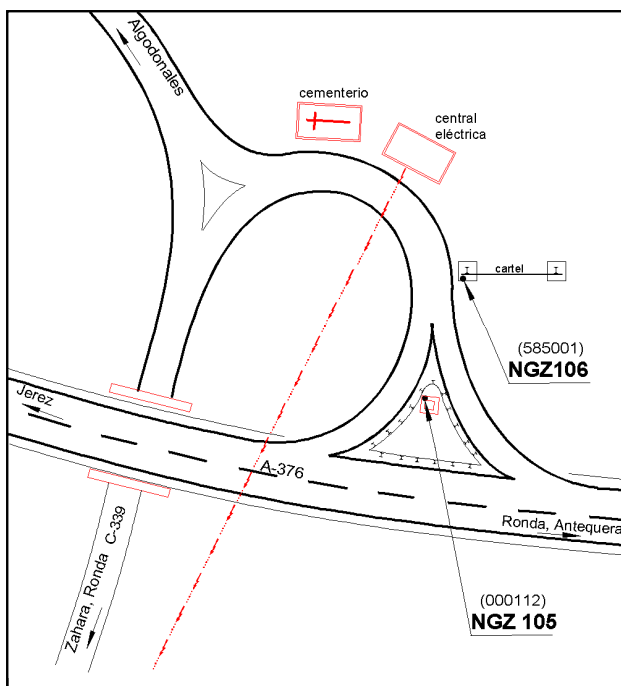 Algodonales
cementerio
central
eléctrica
cartel
(585001)
NGZ106
Jerez
A-376
Ronda, Antequera
Zahara, Ronda C-339
(000112)
NGZ 105